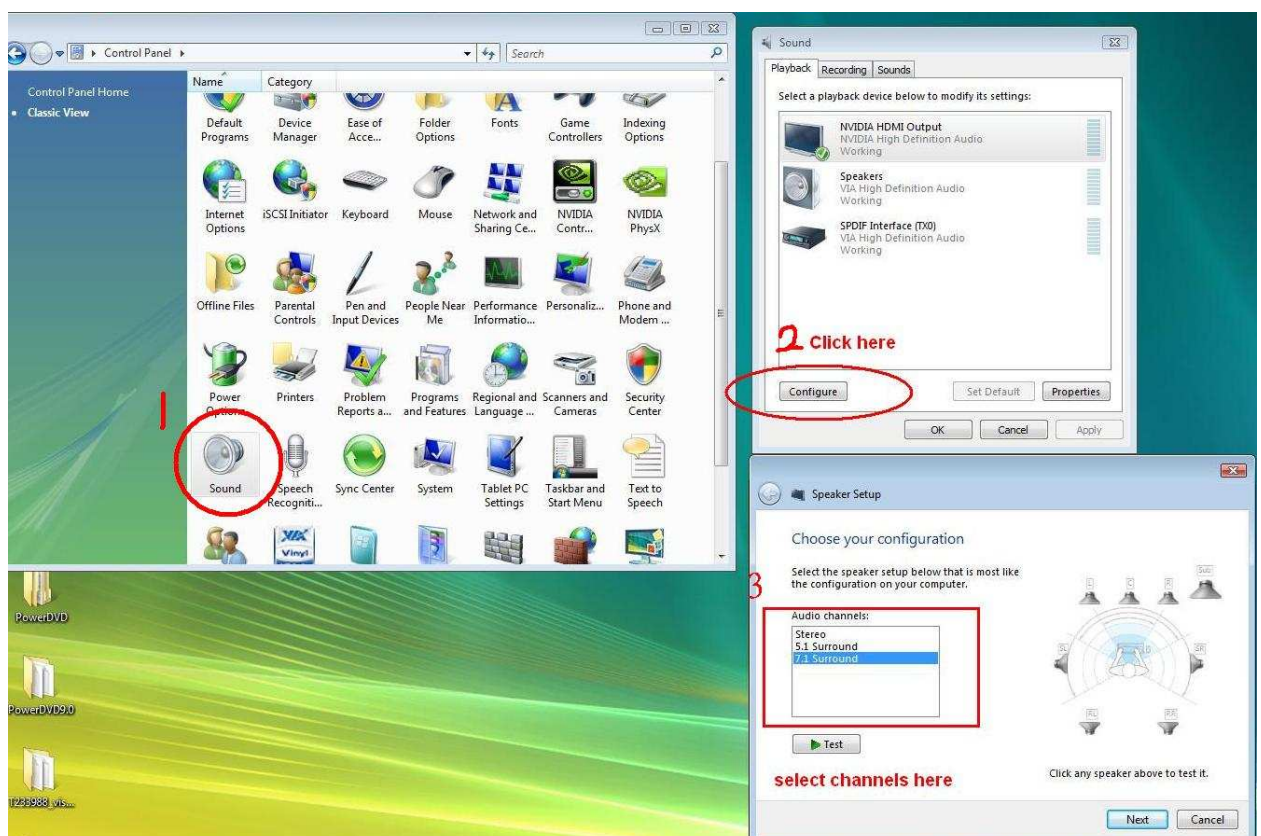 Control Panel
Search
Control Panel Home
Classic View
Name
Category
Default
Programs
Device
Manager
Ease of
Acce...
Folder
Options
Fonts
Game
Controllers
Indexing
Options
Internet
Options
iSCSI Initiator
Keyboard
Mouse
Network and
Sharing Ce...
NVIDIA
Contr...
NVIDIA
PhysX
Offline Files
Parental
Controls
Pen and
Input Devices
People Near
Me
Performance
Informatio...
Personaliz...
Phone and
Modem ...
1
Power
Options
Printers
Problem
Reports a...
Programs
and Features
Regional and
Language ...
Scanners and
Cameras
Security
Center
Sound
Speech
Recogniti...
Sync Center
System
Tablet PC
Settings
Taskbar and
Start Menu
Text to
Speech
VIA
Vinyl
PowerDVD
PowerDVD9.0
Sound
Playback Recording Sounds
Select a playback device below to modify its settings:
NVIDIA HDMI Output
NVIDIA High Definition Audio
Working
Speakers
VIA High Definition Audio
Working
SPDIF Interface (TX0)
VIA High Definition Audio
Working
2 Click here
Configure Set Default Properties
OK Cancel Apply
Speaker Setup
Choose your configuration
Select the speaker setup below that is most like
the configuration on your computer.
3
Audio channels:
Stereo
5.1 Surround
7.1 Surround
L C R Sub
SL SR
RL RR
Test
select channels here
Click any speaker above to test it.
Next Cancel